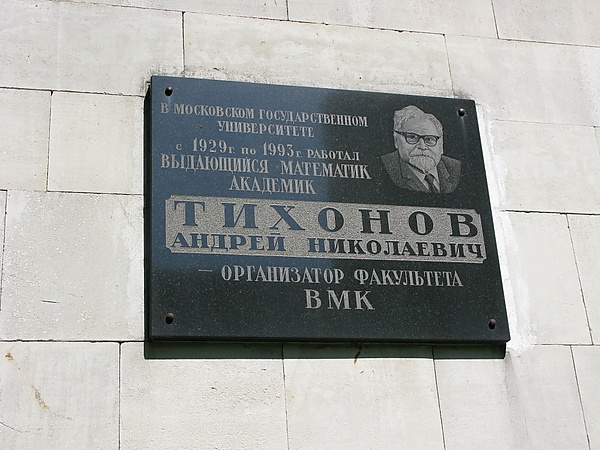 В МОСКОВСКОМ ГОСУДАРСТВЕННОМ
УНИВЕРСИТЕТЕ
С 1929г. ПО 1993г. РАБОТАЛ
ВЫДАЮЩИЙСЯ МАТЕМАТИК
АКАДЕМИК
ТИХОНОВ
АНДРЕЙ НИКОЛАЕВИЧ
— ОРГАНИЗАТОР ФАКУЛЬТЕТА
ВМК